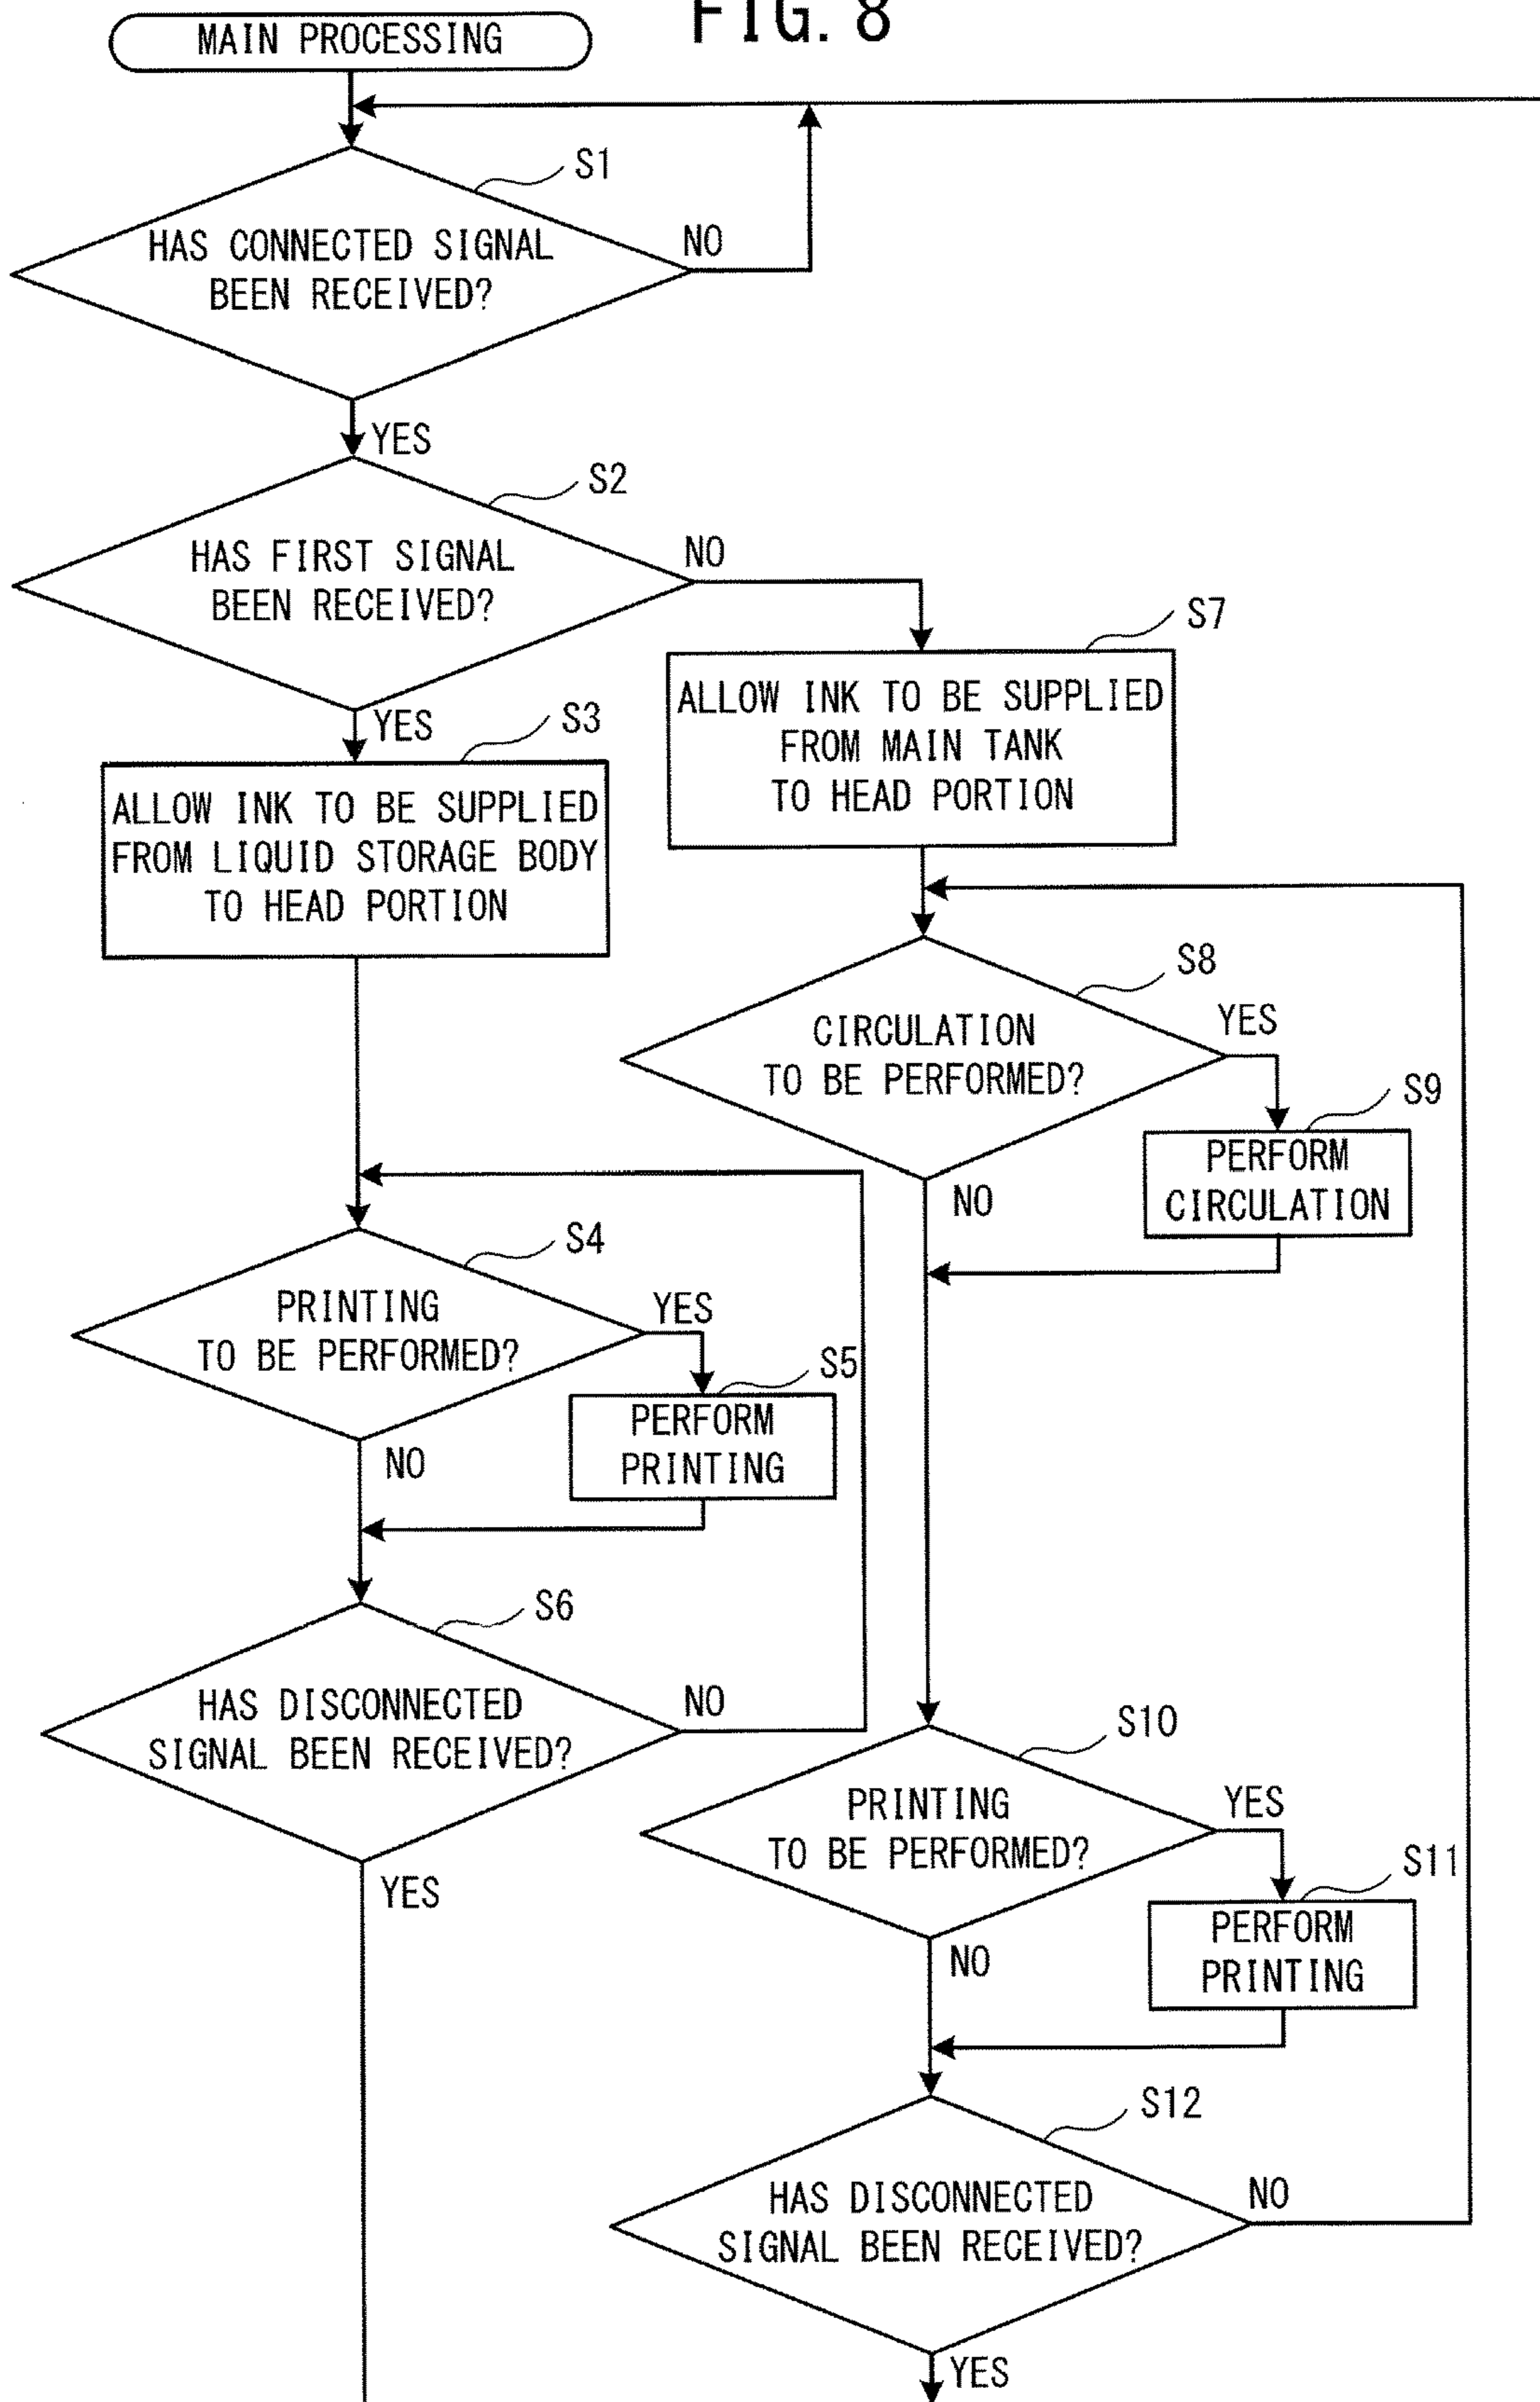 FIG. 8
MAIN PROCESSING
S1
HAS CONNECTED SIGNAL
BEEN RECEIVED?
NO
YES
S2
HAS FIRST SIGNAL
BEEN RECEIVED?
NO
YES
S3
ALLOW INK TO BE SUPPLIED
FROM LIQUID STORAGE BODY
TO HEAD PORTION
S7
ALLOW INK TO BE SUPPLIED
FROM MAIN TANK
TO HEAD PORTION
S8
CIRCULATION
TO BE PERFORMED?
YES
NO
S9
PERFORM
CIRCULATION
S4
PRINTING
TO BE PERFORMED?
YES
NO
S5
PERFORM
PRINTING
S6
HAS DISCONNECTED
SIGNAL BEEN RECEIVED?
NO
YES
S10
PRINTING
TO BE PERFORMED?
YES
NO
S11
PERFORM
PRINTING
S12
HAS DISCONNECTED
SIGNAL BEEN RECEIVED?
NO
YES